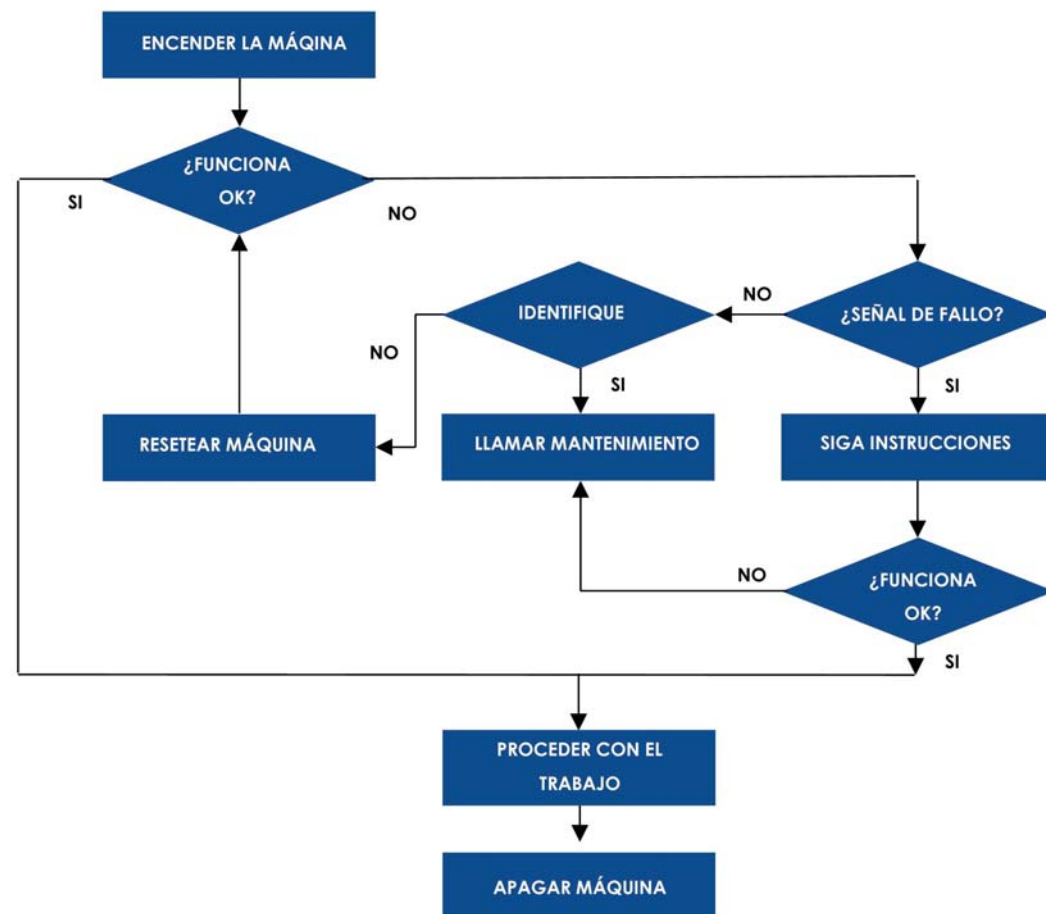 ENCENDER LA MÁQINA
¿FUNCIONA
OK?
SI
NO
IDENTIFIQUE
NO
¿SEÑAL DE FALLO?
NO
SI
SI
RESETEAR MÁQUINA
LLAMAR MANTENIMIENTO
SIGA INSTRUCCIONES
NO
¿FUNCIONA
OK?
SI
PROCEDER CON EL
TRABAJO
APAGAR MÁQUINA